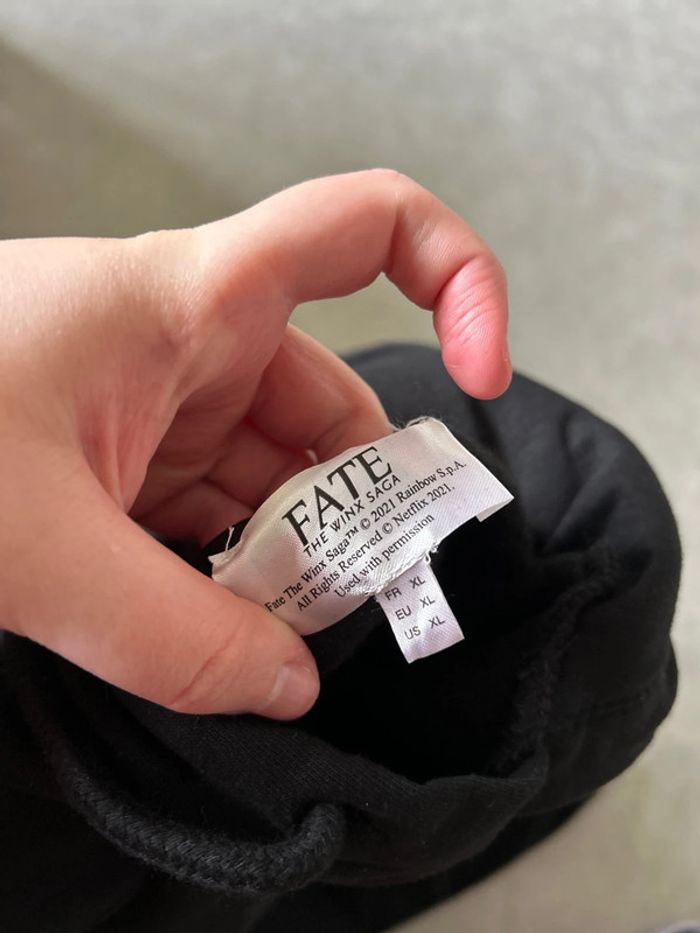 FATE
THE WINX SAGA
Fate The Winx Saga™ © 2021 Rainbow S.p.A.
All Rights Reserved © Netflix 2021.
Used with permission
FR XL
EU XL
US XL